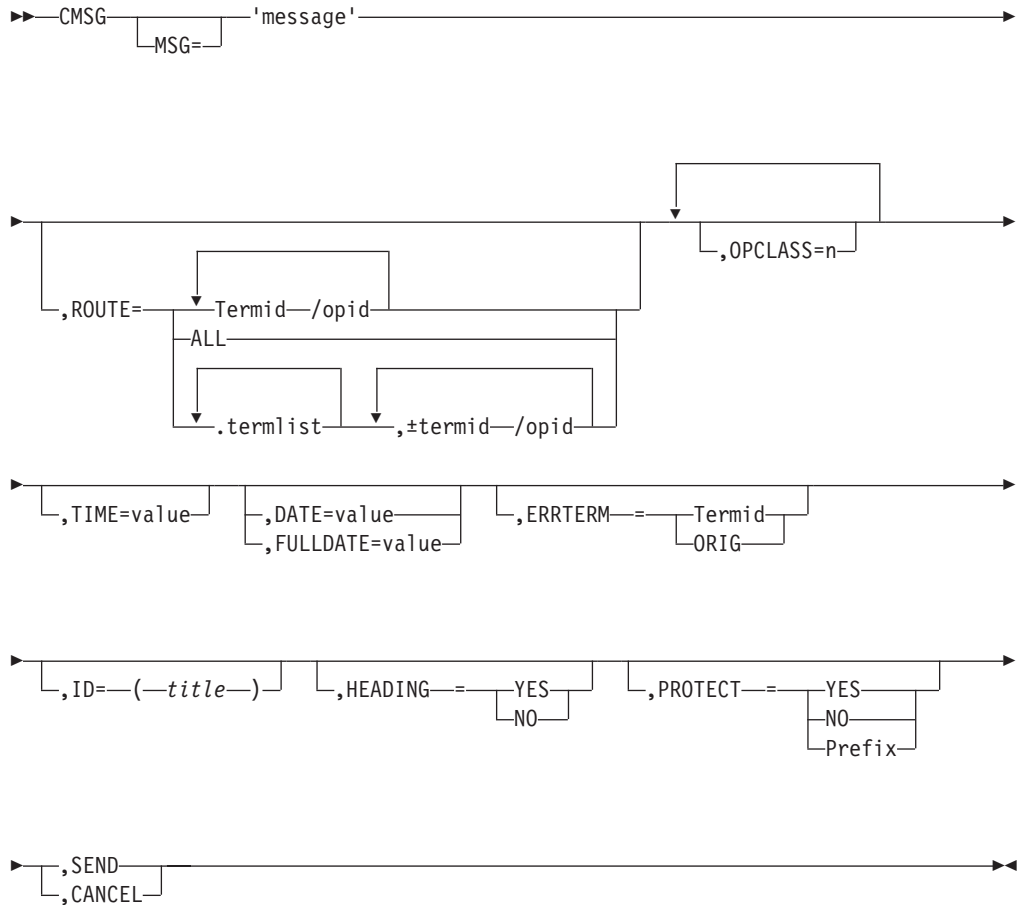 CMSG 'message'
MSG=
,OPCLASS=n
,ROUTE= Termid /opid
ALL
.termlist ,±termid /opid
,TIME=value ,DATE=value ,ERRTERM = Termid
,FULLDATE=value ORIG
,ID= ( title ) ,HEADING = YES ,PROTECT = YES
NO NO
Prefix
,SEND
,CANCEL